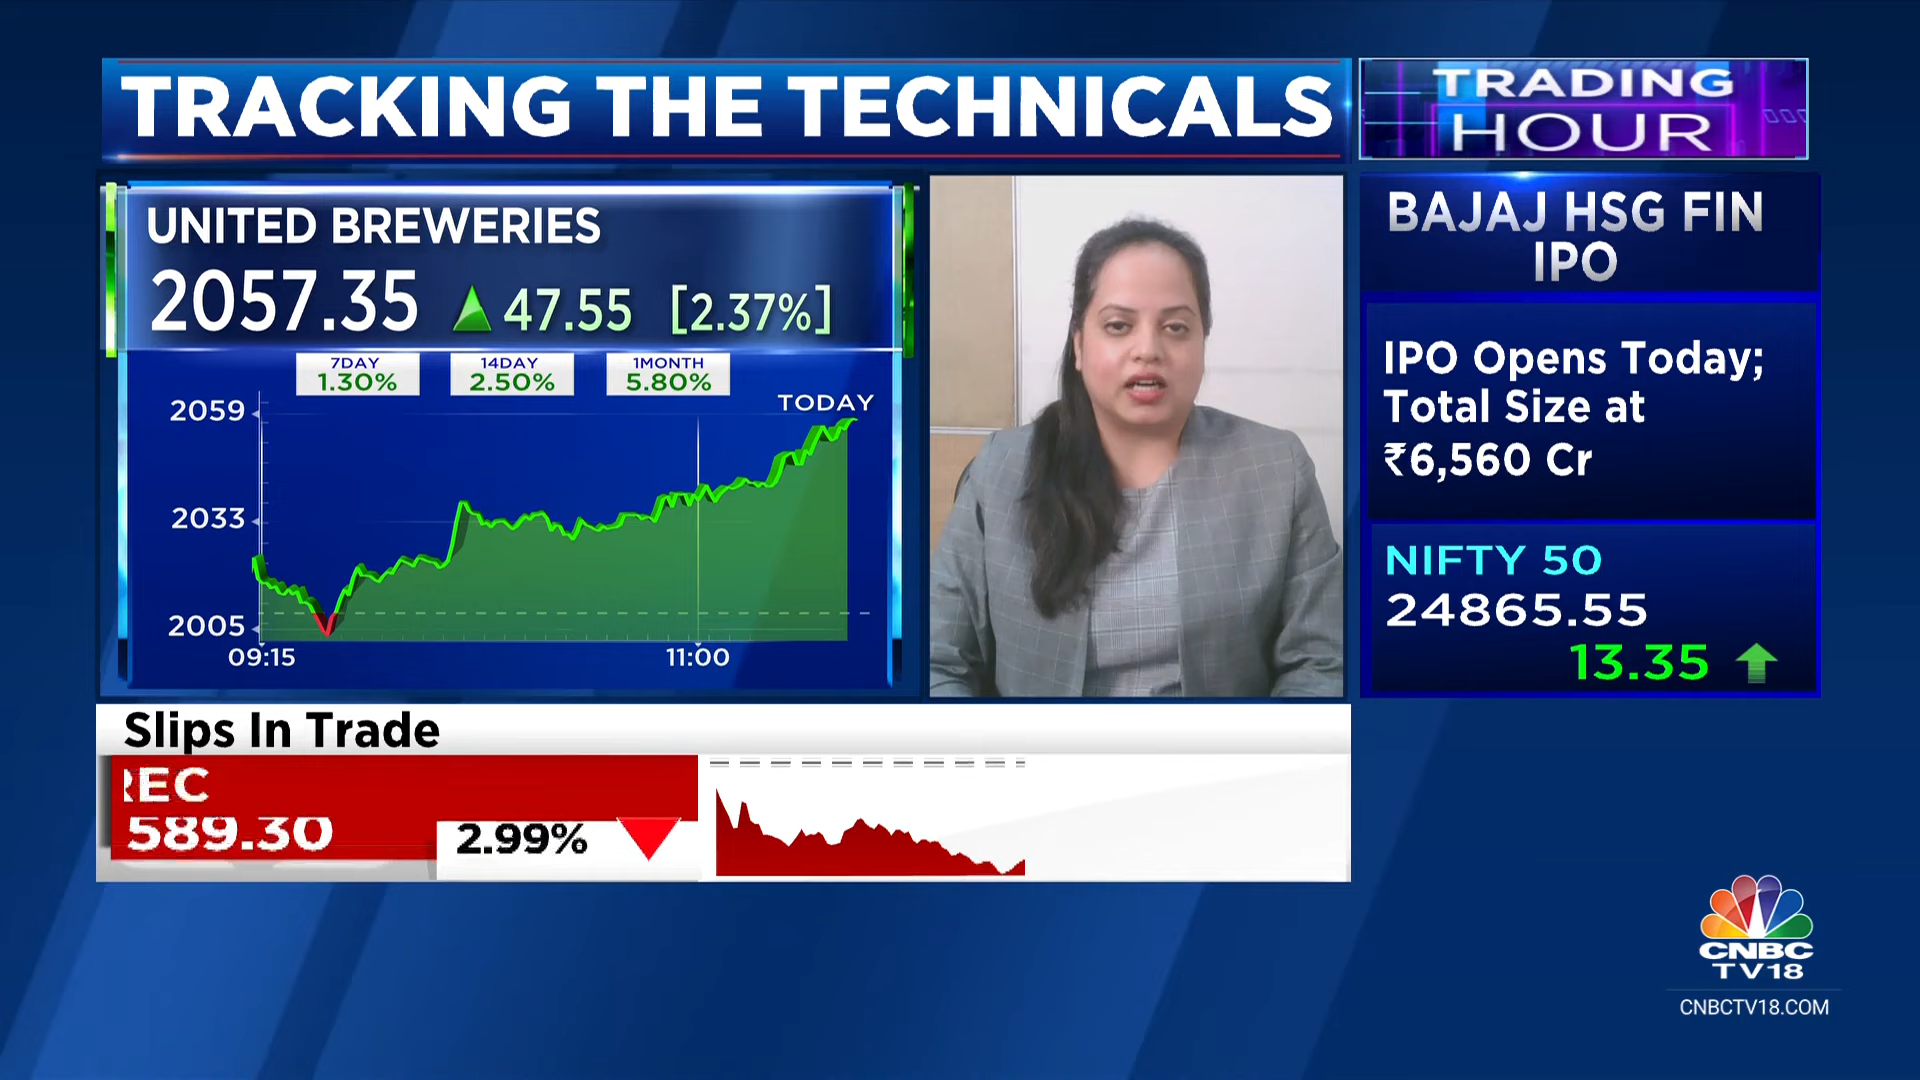 TRACKING THE TECHNICALS
TRADING
HOUR
UNITED BREWERIES
2057.35 47.55 [2.37%]
7DAY
1.30%
14DAY
2.50%
1MONTH
5.80%
TODAY
2059
2033
2005
09:15 11:00
BAJAJ HSG FIN
IPO
IPO Opens Today;
Total Size at
₹6,560 Cr
NIFTY 50
24865.55
13.35
Slips In Trade
REC
589.30
2.99%
CNBC
TV18
CNBCTV18.COM